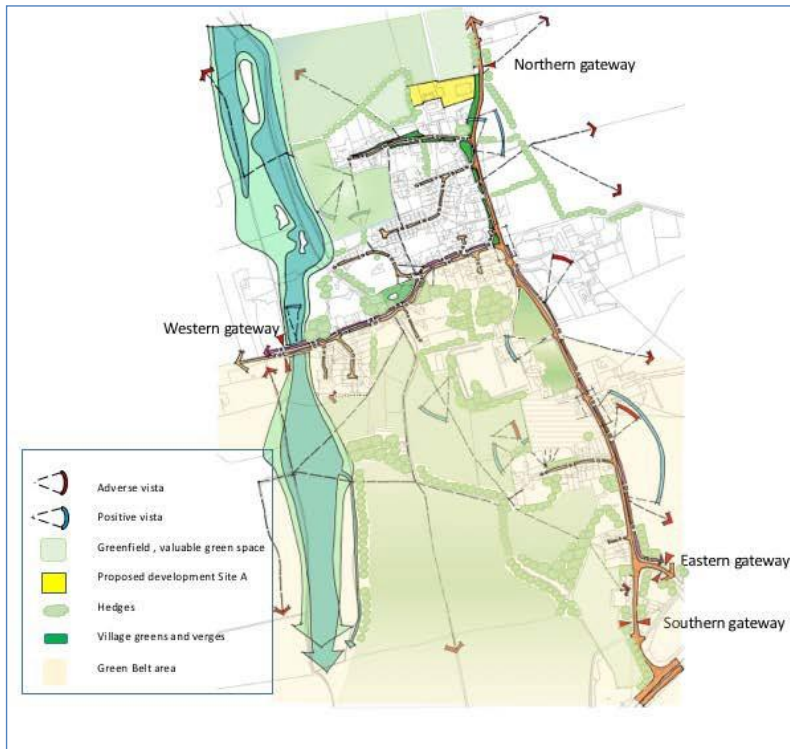 Northern gateway
Western gateway
Adverse vista
Positive vista
Greenfield , valuable green space
Proposed development Site A
Hedges
Village greens and verges
Green Belt area
Eastern gateway
Southern gateway